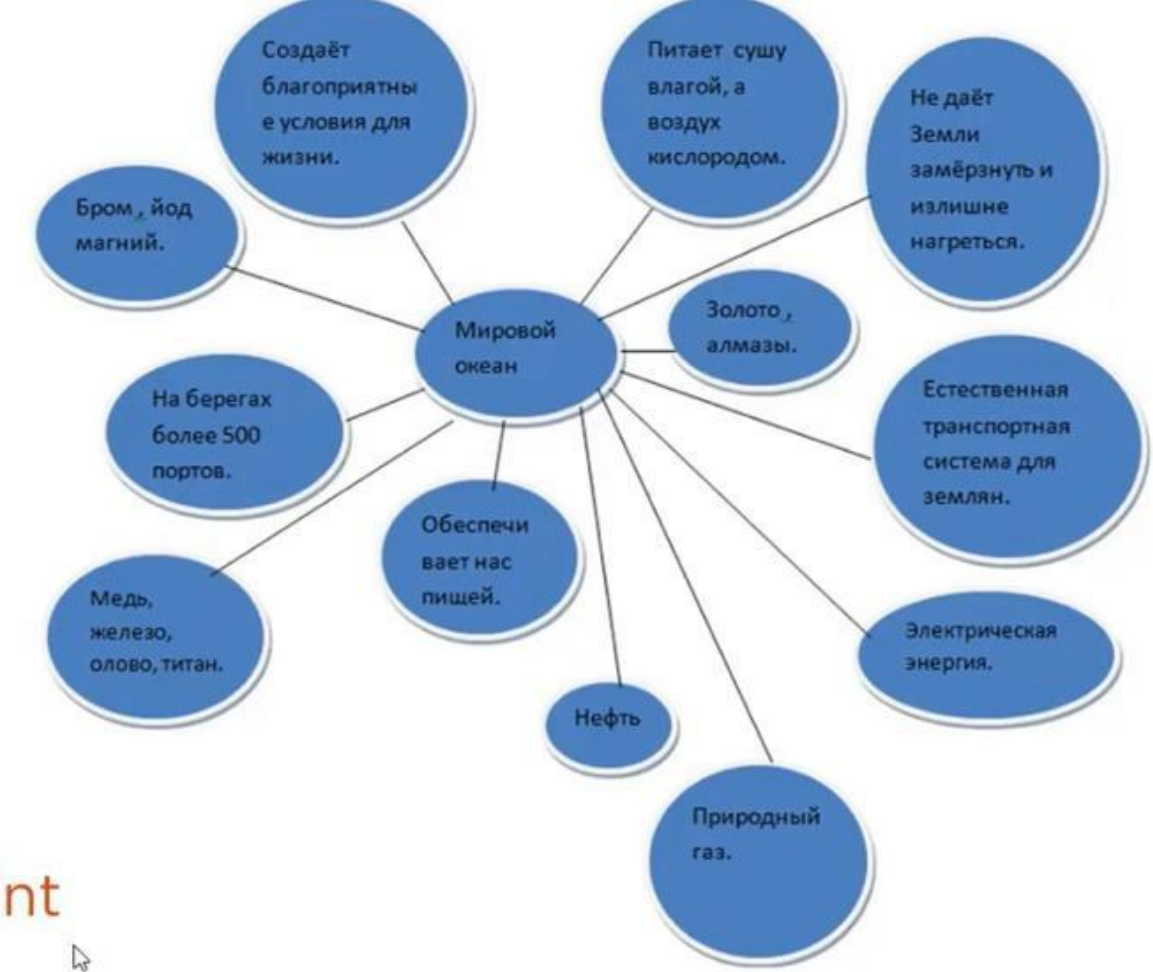 Создаёт
благоприятны
е условия для
жизни.
Питает сушу
влагой, а
воздух
кислородом.
Не даёт
Земли
замёрзнуть и
излишне
нагреться.
Бром , йод
магний.
Мировой
океан
Золото ,
алмазы.
На берегах
более 500
портов.
Естественная
транспортная
система для
землян.
Обеспечи
вает нас
пищей.
Медь,
железо,
олово, титан.
Электрическая
энергия.
Нефть
Природный
газ.
nt